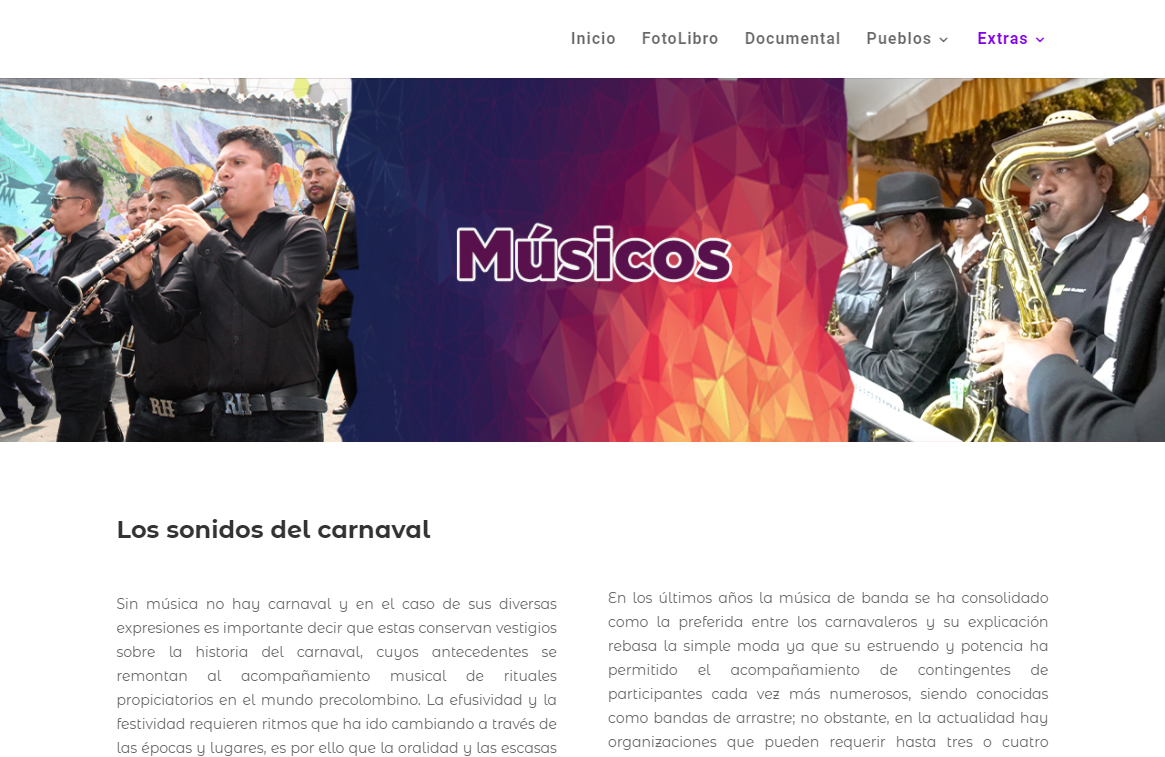 Inicio FotoLibro Documental Pueblos Extras
Músicos
RH RH
Los sonidos del carnaval
Sin música no hay carnaval y en el caso de sus diversas
expresiones es importante decir que estas conservan vestigios
sobre la historia del carnaval, cuyos antecedentes se
remontan al acompañamiento musical de rituales
propiciatorios en el mundo precolombino. La efusividad y la
festividad requieren ritmos que ha ido cambiando a través de
las épocas y lugares, es por ello que la oralidad y las escasas
En los últimos años la música de banda se ha consolidado
como la preferida entre los carnavaleros y su explicación
rebasa la simple moda ya que su estruendo y potencia ha
permitido el acompañamiento de contingentes de
participantes cada vez más numerosos, siendo conocidas
como bandas de arrastre; no obstante, en la actualidad hay
organizaciones que pueden requerir hasta tres o cuatro